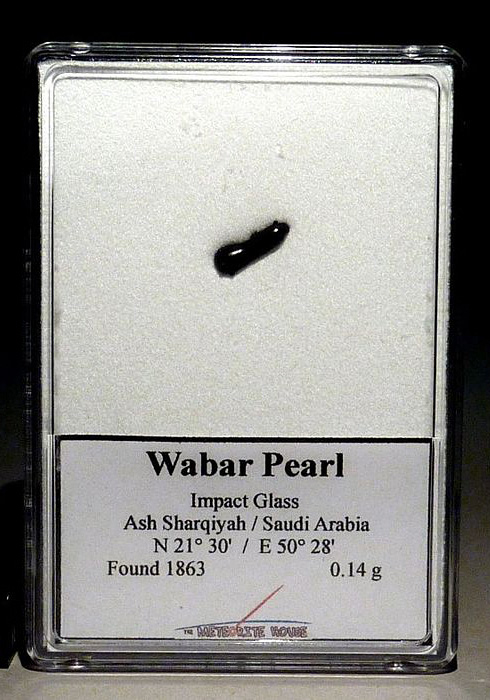 Wabar Pearl
Impact Glass
Ash Sharqiyah / Saudi Arabia
N 21° 30' / E 50° 28'
Found 1863 0.14 g
THE METEORITE HOUSE